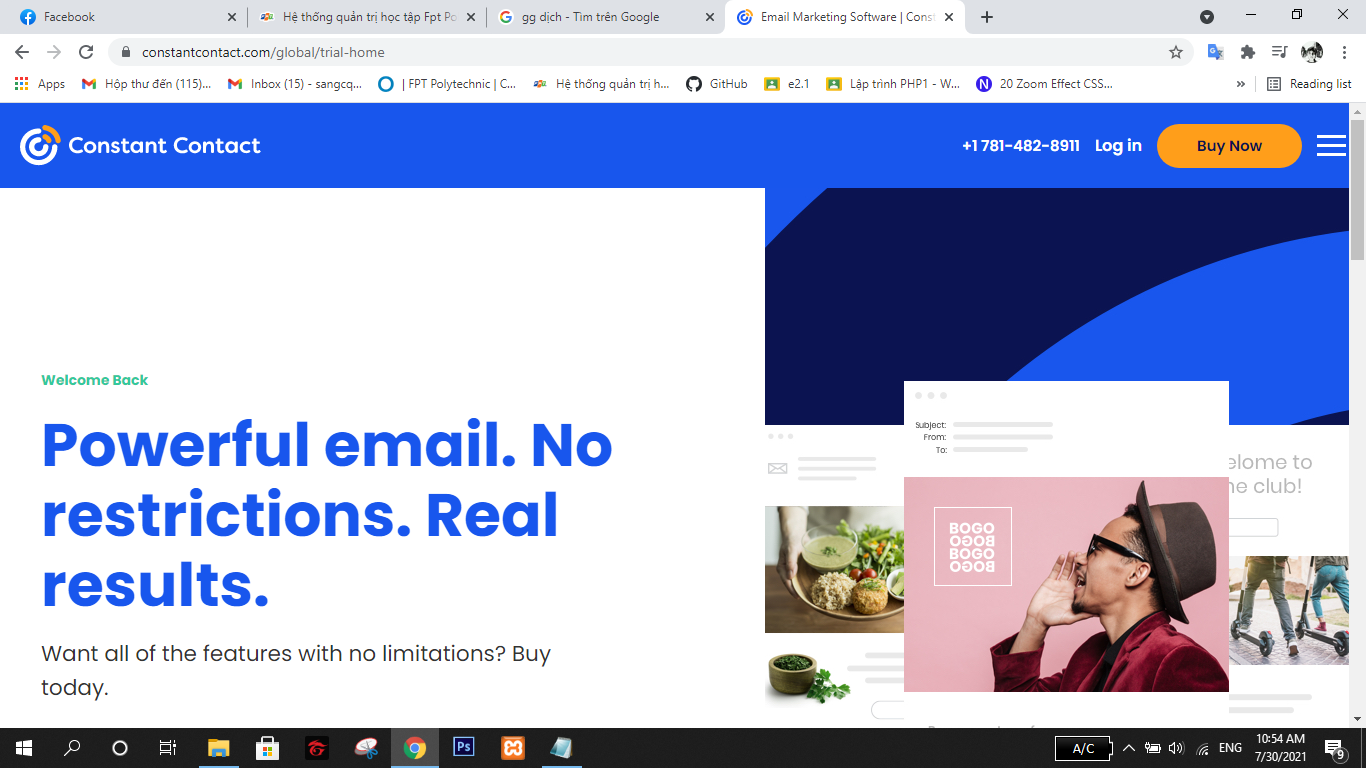 Facebook
Hệ thống quản trị học tập Fpt Po
gg dịch - Tìm trên Google
Email Marketing Software | Const
constantcontact.com/global/trial-home
Apps
Hộp thư đến (115)...
Inbox (15) - sangcq...
| FPT Polytechnic | C...
Hệ thống quản trị h...
GitHub
e2.1
Lập trình PHP1 - W...
20 Zoom Effect CSS...
»
Reading list
Constant Contact
+1 781-482-8911
Log in
Buy Now
Welcome Back
Powerful email. No
restrictions. Real
results.
Want all of the features with no limitations? Buy
today.
Subject:
From:
To:
elome to
e club!
BOGO
BOGO
BOGO
BOGO
Ps
A/C
ENG
10:54 AM
7/30/2021
9